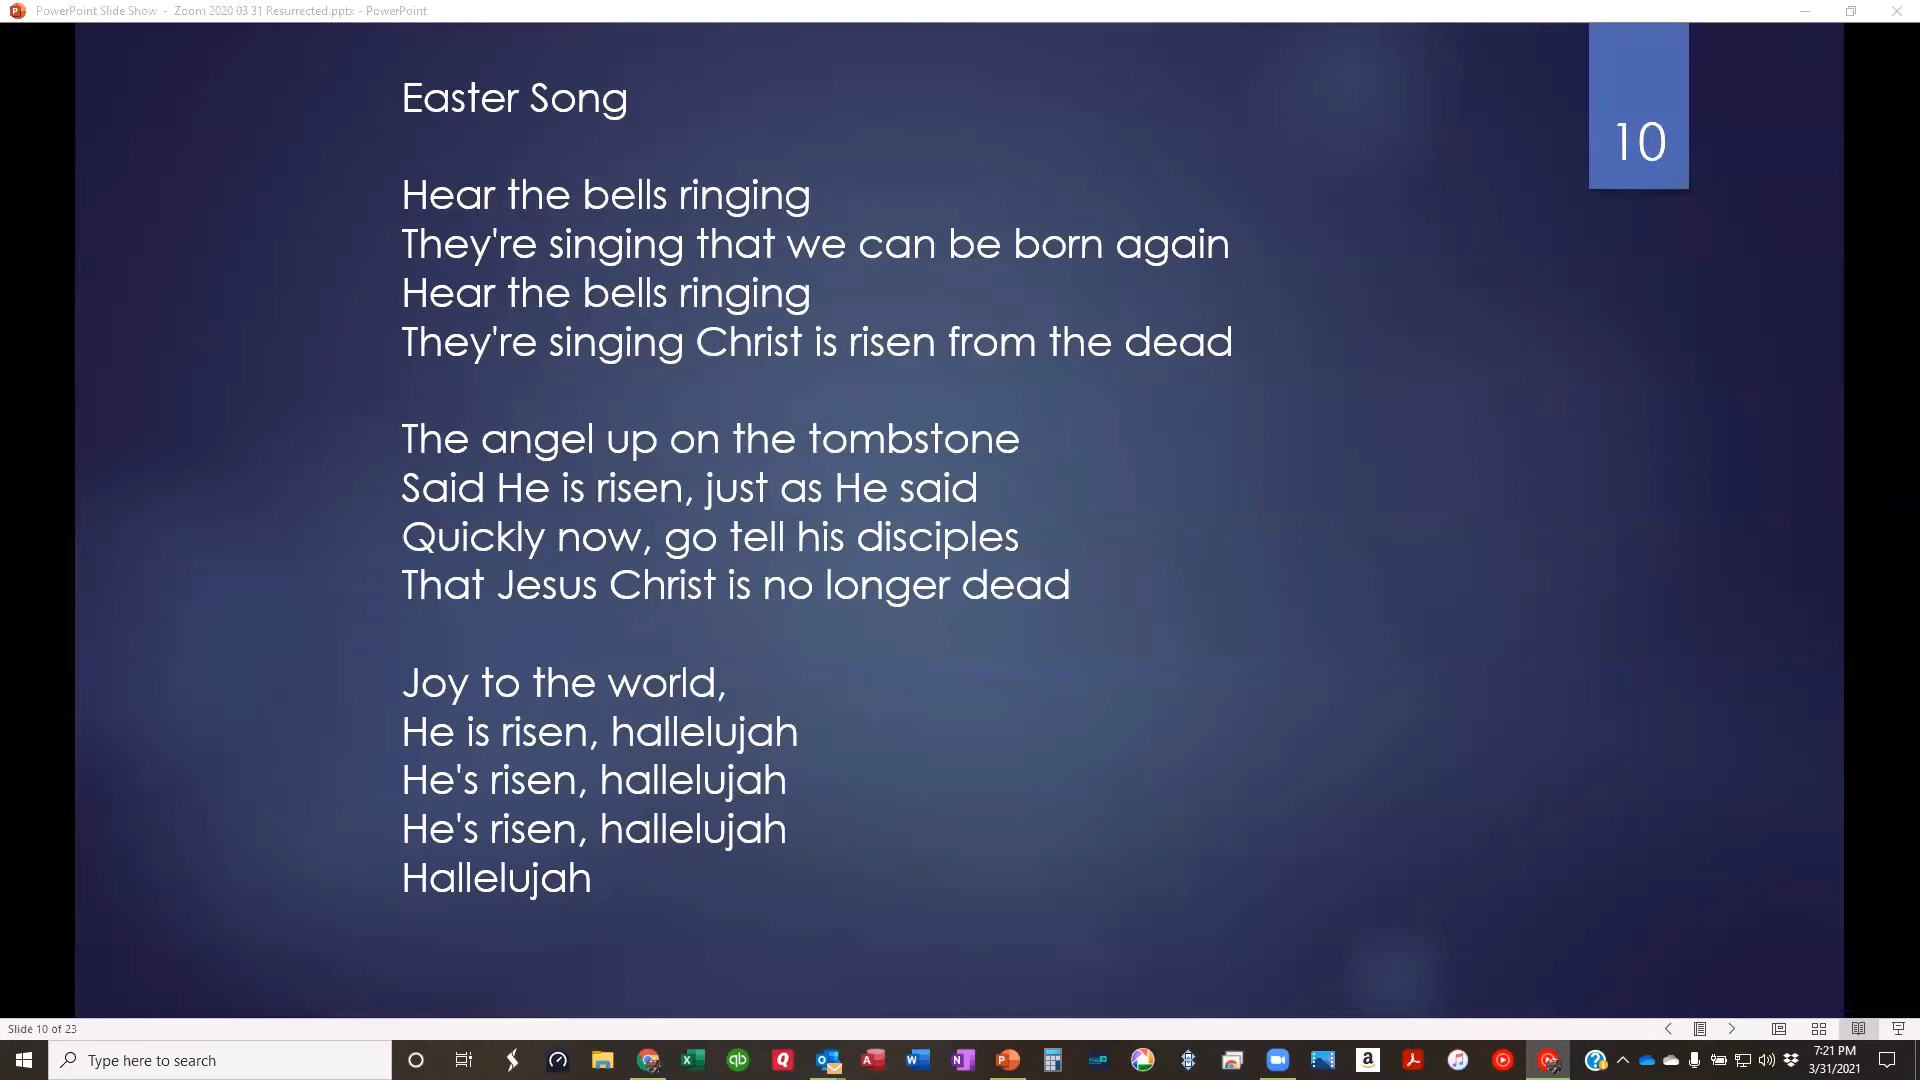 PowerPoint Slide Show - Zoom 2020 03 31 Resurrected.pptx - PowerPoint
Easter Song
10
Hear the bells ringing
They're singing that we can be born again
Hear the bells ringing
They're singing Christ is risen from the dead
The angel up on the tombstone
Said He is risen, just as He said
Quickly now, go tell his disciples
That Jesus Christ is no longer dead
Joy to the world,
He is risen, hallelujah
He's risen, hallelujah
He's risen, hallelujah
Hallelujah
Slide 10 of 23
Type here to search
7:21 PM
3/31/2021